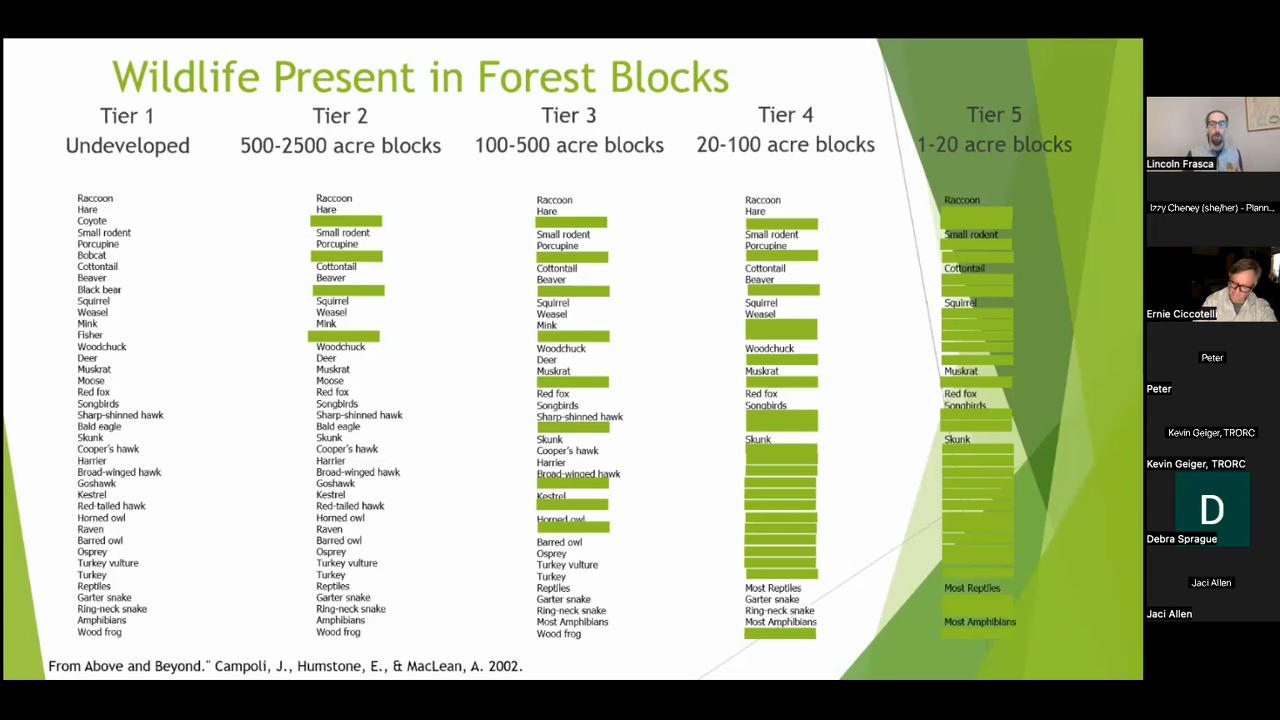 Wildlife Present in Forest Blocks
Tier 1
Undeveloped
Raccoon
Hare
Coyote
Small rodent
Porcupine
Bobcat
Cottontail
Beaver
Black bear
Squirrel
Weasel
Mink
Fisher
Woodchuck
Deer
Muskrat
Moose
Red fox
Songbirds
Sharp-shinned hawk
Bald eagle
Skunk
Cooper's hawk
Harrier
Broad-winged hawk
Goshawk
Kestrel
Red-tailed hawk
Horned owl
Raven
Barred owl
Osprey
Turkey vulture
Turkey
Reptiles
Garter snake
Ring-neck snake
Amphibians
Wood frog
Tier 2
500-2500 acre blocks
Raccoon
Hare
Small rodent
Porcupine
Cottontail
Beaver
Squirrel
Weasel
Mink
Woodchuck
Deer
Muskrat
Moose
Red fox
Songbirds
Sharp-shinned hawk
Bald eagle
Skunk
Cooper's hawk
Harrier
Broad-winged hawk
Goshawk
Kestrel
Red-tailed hawk
Horned owl
Raven
Barred owl
Osprey
Turkey vulture
Turkey
Reptiles
Garter snake
Ring-neck snake
Amphibians
Wood frog
Tier 3
100-500 acre blocks
Raccoon
Hare
Small rodent
Porcupine
Cottontail
Beaver
Squirrel
Weasel
Mink
Woodchuck
Deer
Muskrat
Red fox
Songbirds
Sharp-shinned hawk
Skunk
Cooper's hawk
Harrier
Broad-winged hawk
Kestrel
Horned owl
Barred owl
Osprey
Turkey vulture
Turkey
Reptiles
Garter snake
Ring-neck snake
Most Amphibians
Wood frog
Tier 4
20-100 acre blocks
Raccoon
Hare
Small rodent
Porcupine
Cottontail
Beaver
Squirrel
Weasel
Woodchuck
Muskrat
Red fox
Songbirds
Skunk
Most Reptiles
Garter snake
Ring-neck snake
Most Amphibians
Tier 5
1-20 acre blocks
Raccoon
Small rodent
Cottontail
Squirrel
Muskrat
Red fox
Songbirds
Skunk
Most Reptiles
Most Amphibians
From Above and Beyond." Campoli, J., Humstone, E., & MacLean, A. 2002.
Lincoln Frasca
Izzy Cheney (she/her) - Plann...
Ernie Ciccotelli
Peter
Peter
Kevin Geiger, TRORC
Kevin Geiger, TRORC
D
Debra Sprague
Jaci Allen
Jaci Allen